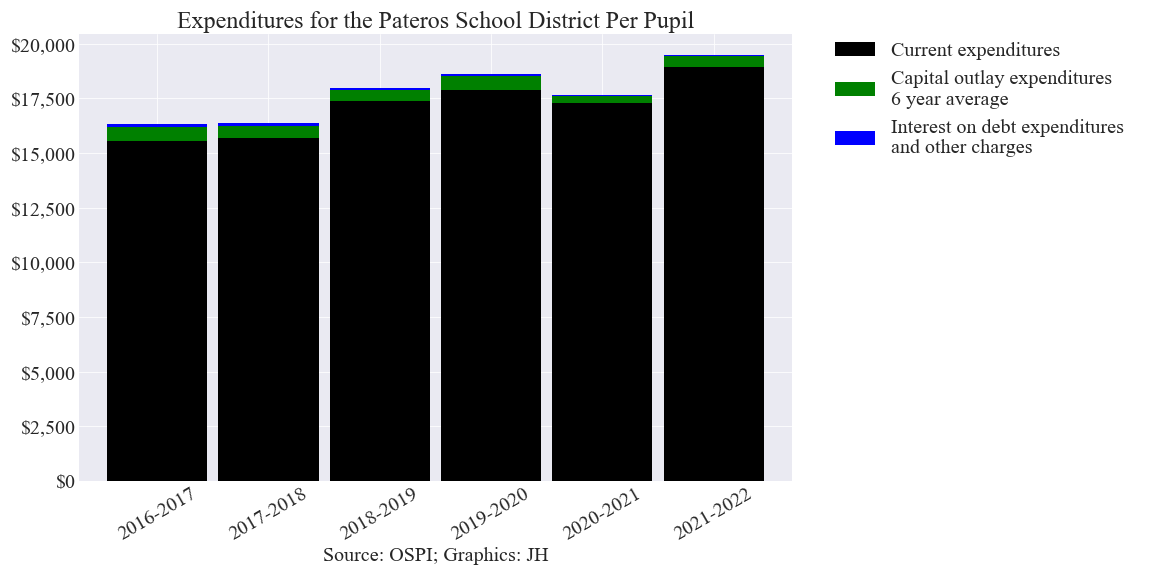 Expenditures for the Pateros School District Per Pupil
$20,000
$17,500
$15,000
$12,500
$10,000
$7,500
$5,000
$2,500
$0
2016-2017
2017-2018
2018-2019
2019-2020
2020-2021
2021-2022
Source: OSPI; Graphics: JH
Current expenditures
Capital outlay expenditures
6 year average
Interest on debt expenditures
and other charges